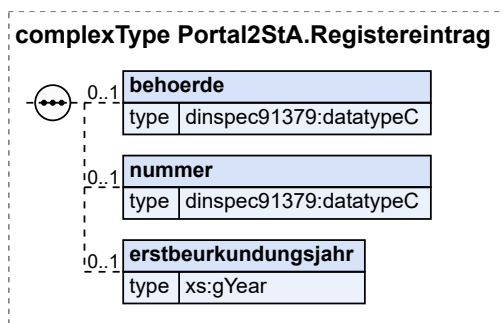 complexType Portal2StA.Registereintrag
0..1 behoerde
type dinspec91379:datatypeC
0..1 nummer
type dinspec91379:datatypeC
0..1 erstbeurkundungsjahr
type xs:gYear